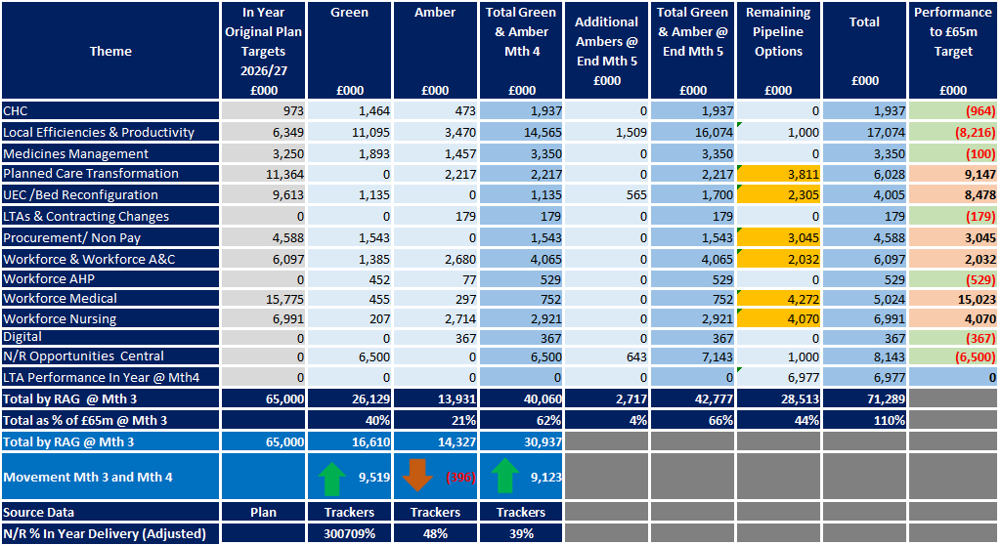 Theme | In Year Original Plan Targets 2026/27 £000 | Green £000 | Amber £000 | Total Green & Amber Mth 4 £000 | Additional Ambers @ End Mth 5 £000 | Total Green & Amber @ End Mth 5 £000 | Remaining Pipeline Options £000 | Total £000 | Performance to £65m Target £000
CHC | 973 | 1,464 | 473 | 1,937 | 0 | 1,937 | 0 | 1,937 | (964)
Local Efficiencies & Productivity | 6,349 | 11,095 | 3,470 | 14,565 | 1,509 | 16,074 | 1,000 | 17,074 | (8,216)
Medicines Management | 3,250 | 1,893 | 1,457 | 3,350 | 0 | 3,350 | 0 | 3,350 | (100)
Planned Care Transformation | 11,364 | 0 | 2,217 | 2,217 | 0 | 2,217 | 3,811 | 6,028 | 9,147
UEC /Bed Reconfiguration | 9,613 | 1,135 | 0 | 1,135 | 565 | 1,700 | 2,305 | 4,005 | 8,478
LTAs & Contracting Changes | 0 | 0 | 179 | 179 | 0 | 179 | 0 | 179 | (179)
Procurement/ Non Pay | 4,588 | 1,543 | 0 | 1,543 | 0 | 1,543 | 3,045 | 4,588 | 3,045
Workforce & Workforce A&C | 6,097 | 1,385 | 2,680 | 4,065 | 0 | 4,065 | 2,032 | 6,097 | 2,032
Workforce AHP | 0 | 452 | 77 | 529 | 0 | 529 | 0 | 529 | (529)
Workforce Medical | 15,775 | 455 | 297 | 752 | 0 | 752 | 4,272 | 5,024 | 15,023
Workforce Nursing | 6,991 | 207 | 2,714 | 2,921 | 0 | 2,921 | 4,070 | 6,991 | 4,070
Digital | 0 | 0 | 367 | 367 | 0 | 367 | 0 | 367 | (367)
N/R Opportunities Central | 0 | 6,500 | 0 | 6,500 | 643 | 7,143 | 1,000 | 8,143 | (6,500)
LTA Performance In Year @ Mth4 | 0 | 0 | 0 | 0 | 0 | 0 | 6,977 | 6,977 | 0
Total by RAG @ Mth 3 | 65,000 | 26,129 | 13,931 | 40,060 | 2,717 | 42,777 | 28,513 | 71,289
Total as % of £65m @ Mth 3 | 40% | 21% | 62% | 4% | 66% | 44% | 110%
Total by RAG @ Mth 3 | 65,000 | 16,610 | 14,327 | 30,937
Movement Mth 3 and Mth 4 | 9,519 | (396) | 9,123
Source Data | Plan | Trackers | Trackers | Trackers
N/R % In Year Delivery (Adjusted) | 300709% | 48% | 39%